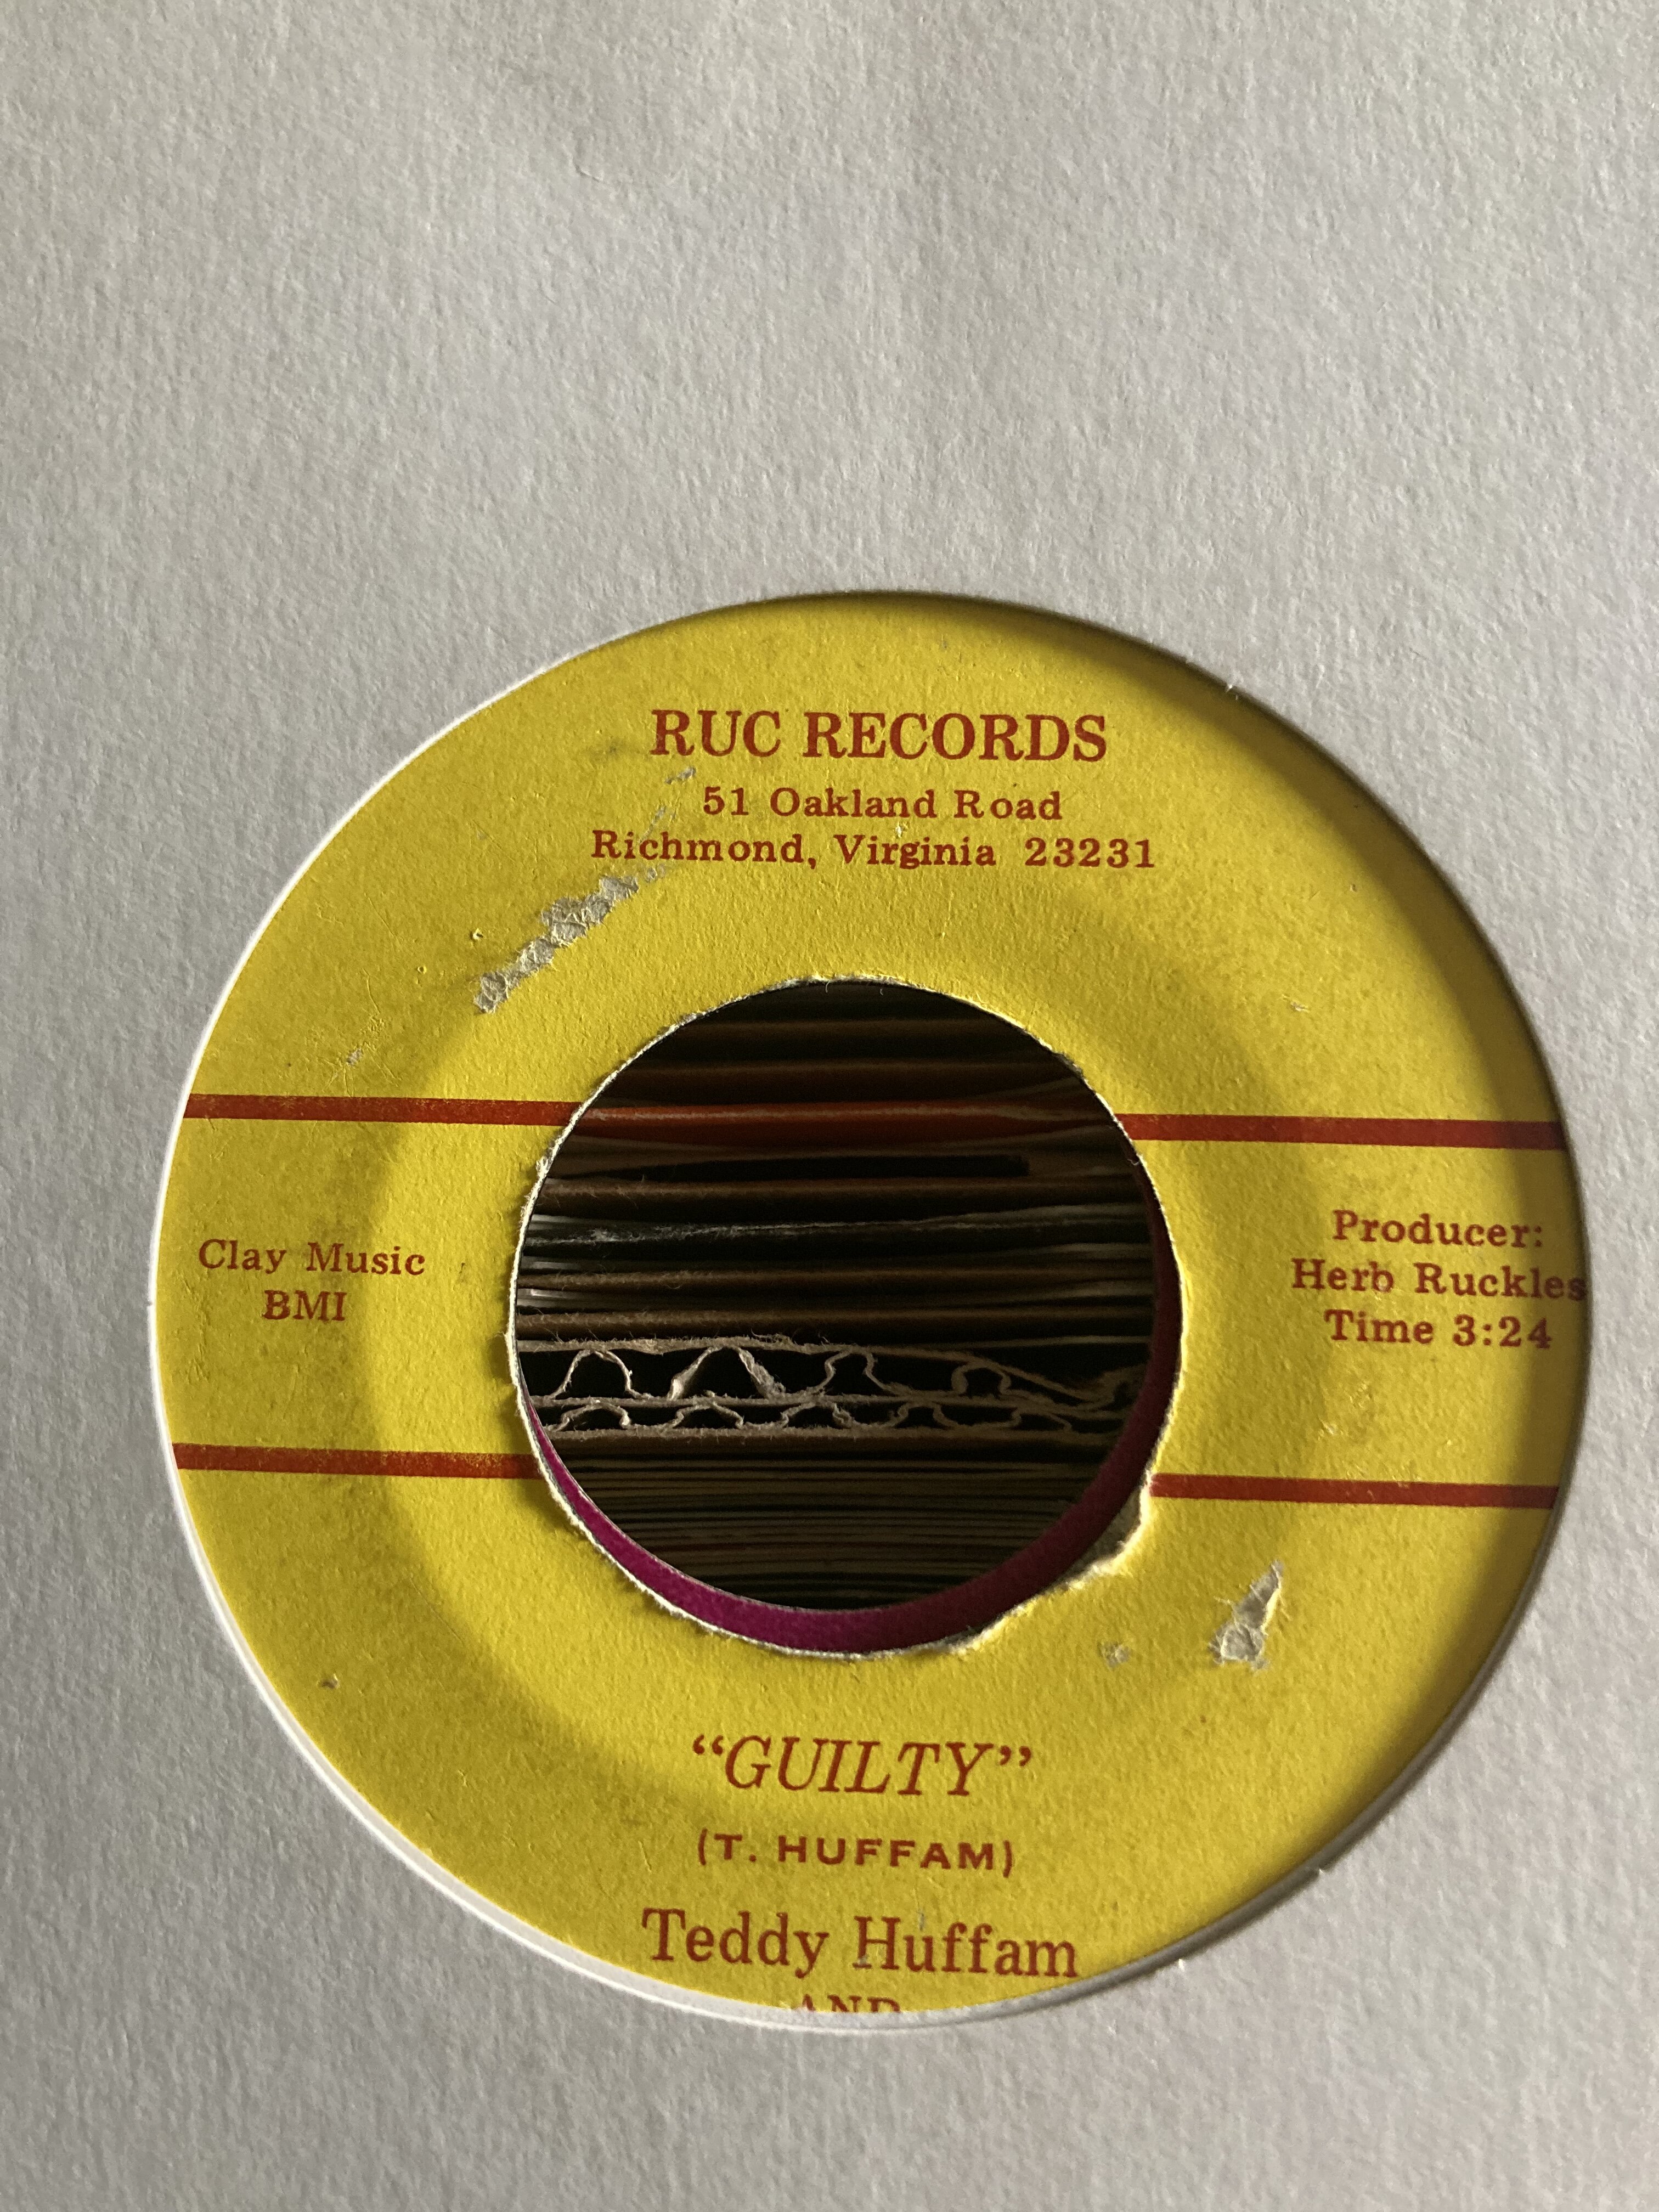 RUC RECORDS
51 Oakland Road
Richmond, Virginia 23231
Clay Music
BMI
Producer:
Herb Ruckles
Time 3:24
“GUILTY”
(T. HUFFAM)
Teddy Huffam
AND